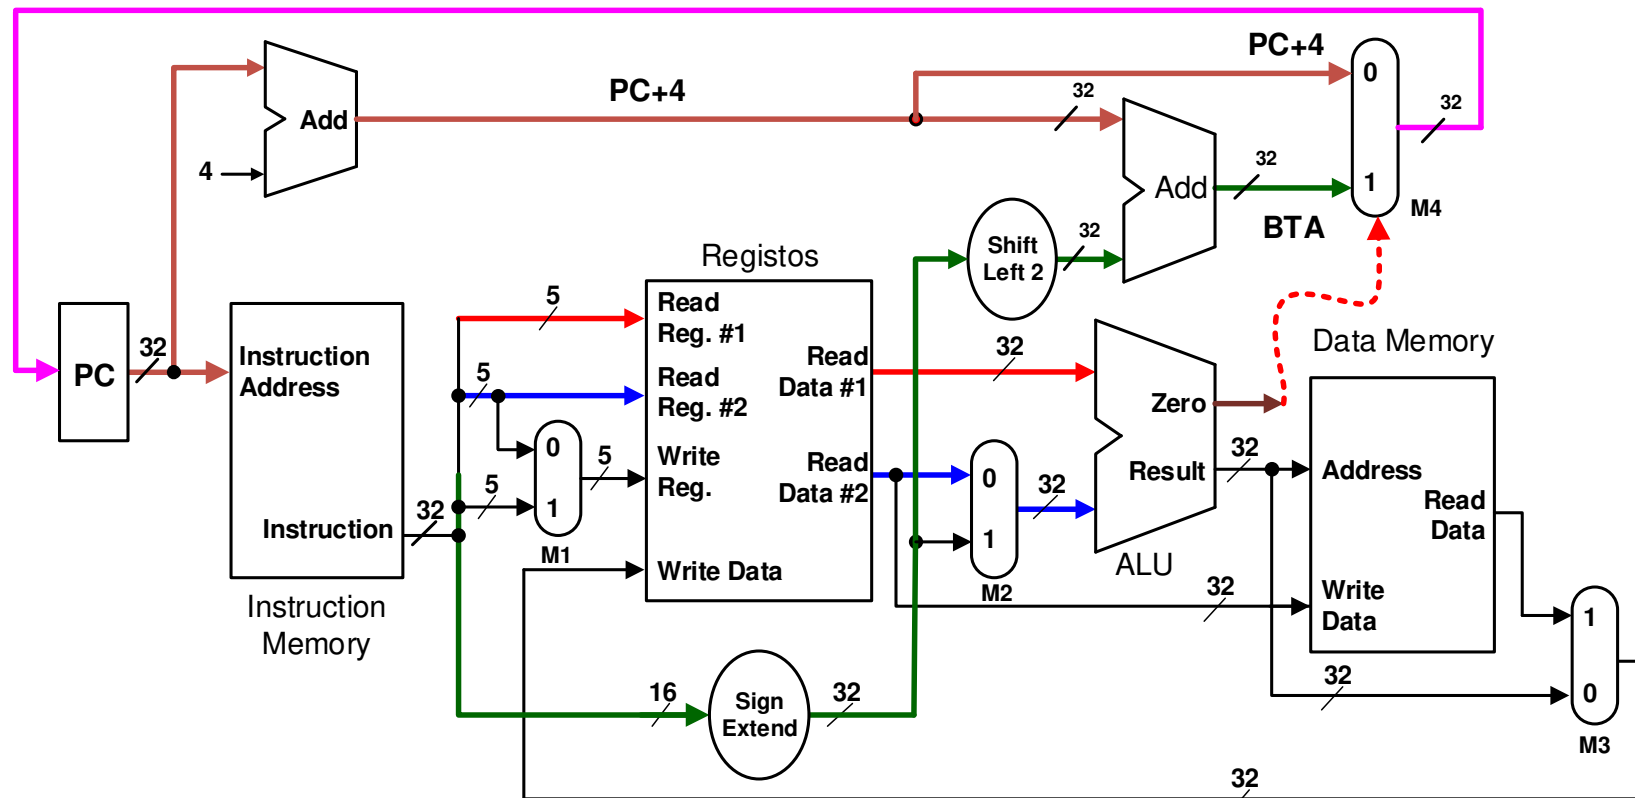 PC+4
PC+4
32
32
0
Add
32
4
1
Add
M4
BTA
32
Shift
Left 2
32
Registos
5
Read
Reg. #1
Data Memory
32
PC
Instruction
Address
Read
Data #1
32
5
Read
Reg. #2
Zero
0
5
Write
Reg.
Read
Data #2
0
32
Result
32
Address
5
1
32
Instruction
1
Read
Data
M1
Write Data
M2
ALU
32
Write
Data
Instruction
Memory
1
16
Sign
Extend
32
32
0
M3
32